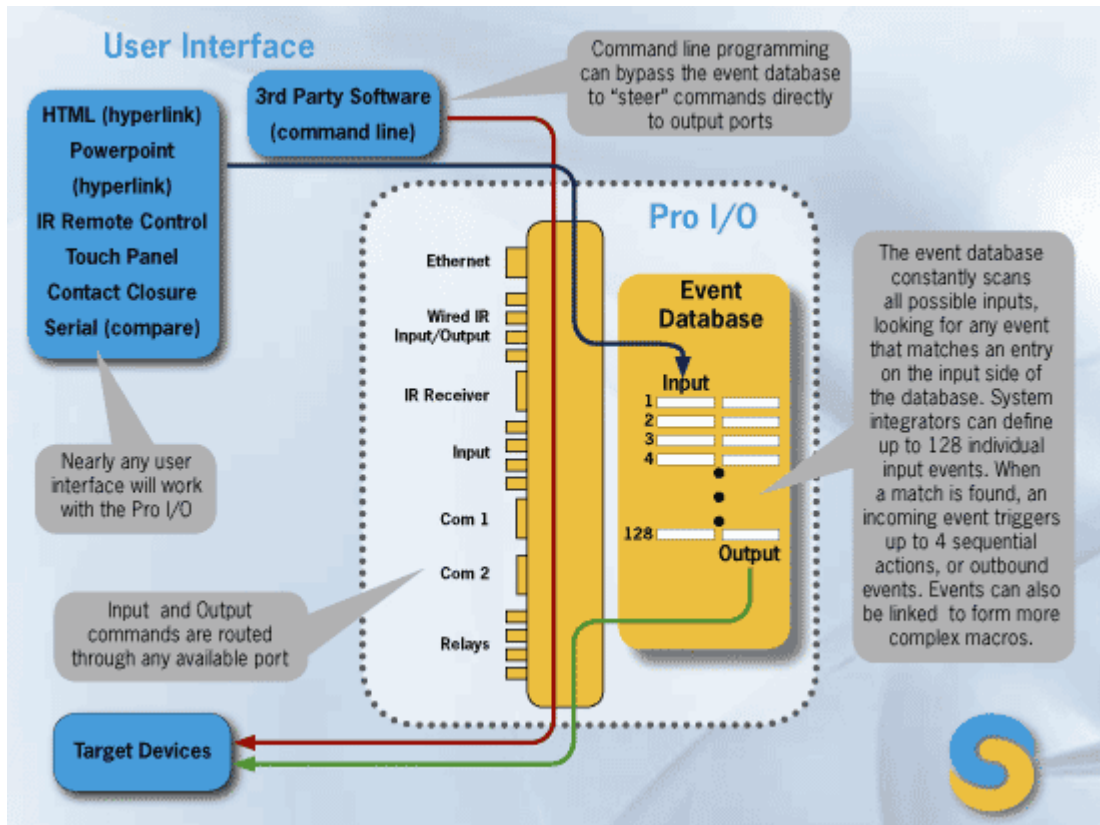 User Interface
HTML (hyperlink)
Powerpoint
(hyperlink)
IR Remote Control
Touch Panel
Contact Closure
Serial (compare)
3rd Party Software
(command line)
Command line programming
can bypass the event database
to “steer” commands directly
to output ports
Nearly any user
interface will work
with the Pro I/O
Pro I/O
Ethernet
Wired IR
Input/Output
IR Receiver
Input
Com 1
Com 2
Relays
Event
Database
Input
1
2
3
4
128
Output
The event database
constantly scans
all possible inputs,
looking for any event
that matches an entry
on the input side of
the database. System
integrators can define
up to 128 individual
input events. When
a match is found, an
incoming event triggers
up to 4 sequential
actions, or outbound
events. Events can also
be linked to form more
complex macros.
Input and Output
commands are routed
through any available port
Target Devices